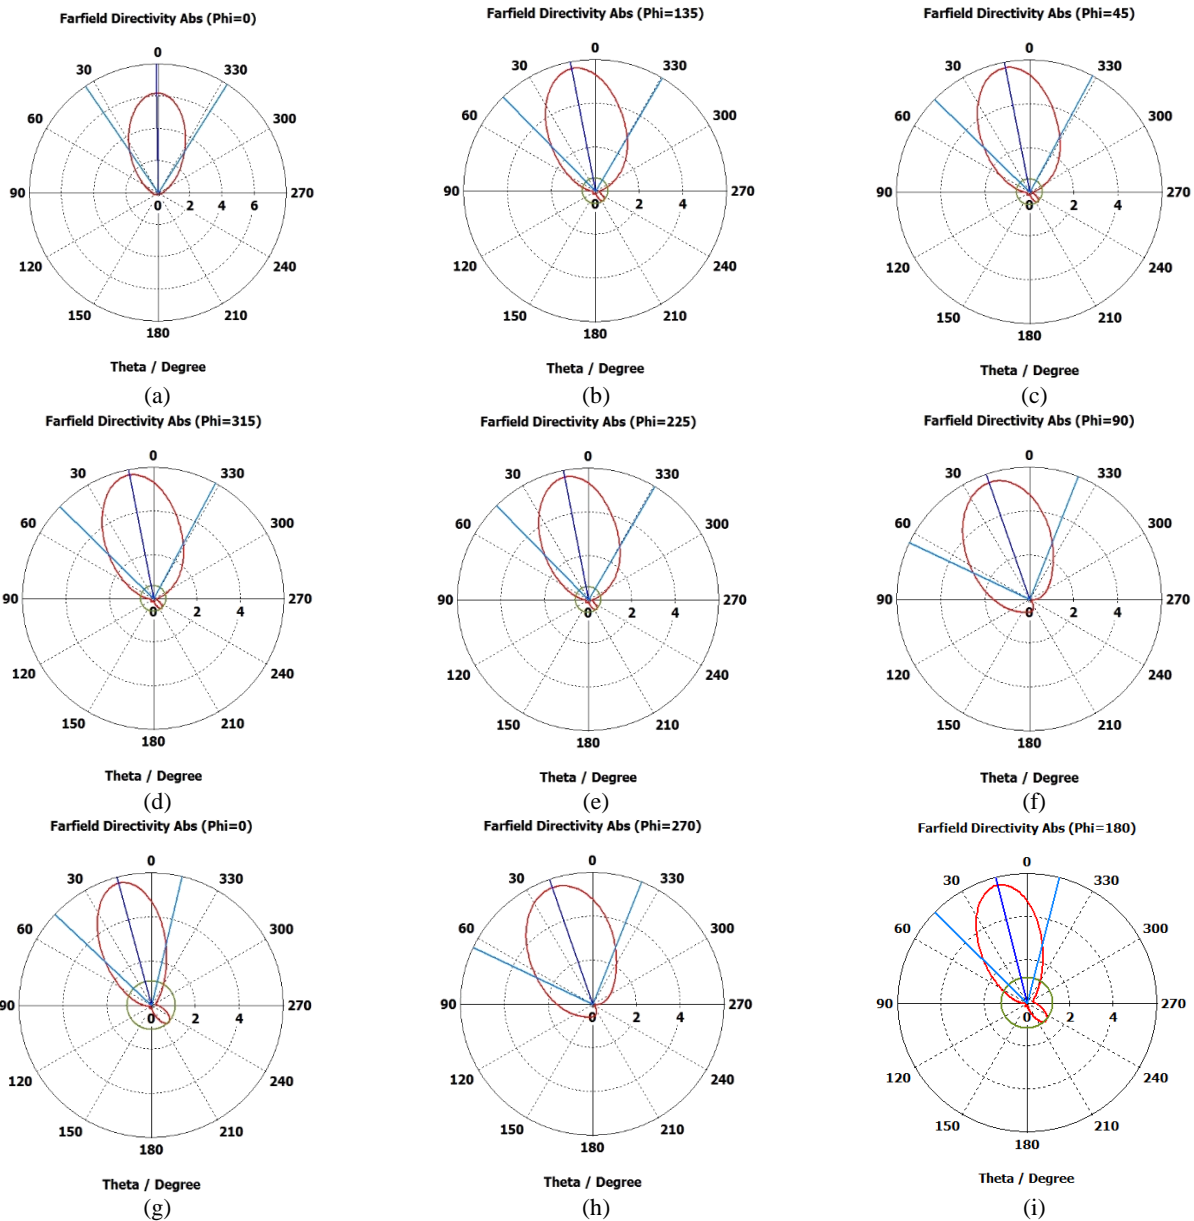 Farfield Directivity Abs (Phi=0)
0
30 330
60 300
90 270
0 2 4 6
120 240
150 210
180
Theta / Degree
(a)
Farfield Directivity Abs (Phi=135)
0
30 330
60 300
90 270
0 2 4
120 240
150 210
180
Theta / Degree
(b)
Farfield Directivity Abs (Phi=45)
0
30 330
60 300
90 270
0 2 4
120 240
150 210
180
Theta / Degree
(c)
Farfield Directivity Abs (Phi=315)
0
30 330
60 300
90 270
0 2 4
120 240
150 210
180
Theta / Degree
(d)
Farfield Directivity Abs (Phi=225)
0
30 330
60 300
90 270
0 2 4
120 240
150 210
180
Theta / Degree
(e)
Farfield Directivity Abs (Phi=90)
0
30 330
60 300
90 270
0 2 4
120 240
150 210
180
Theta / Degree
(f)
Farfield Directivity Abs (Phi=0)
0
30 330
60 300
90 270
0 2 4
120 240
150 210
180
Theta / Degree
(g)
Farfield Directivity Abs (Phi=270)
0
30 330
60 300
90 270
0 2 4
120 240
150 210
180
Theta / Degree
(h)
Farfield Directivity Abs (Phi=180)
0
30 330
60 300
90 270
0 2 4
120 240
150 210
180
Theta / Degree
(i)